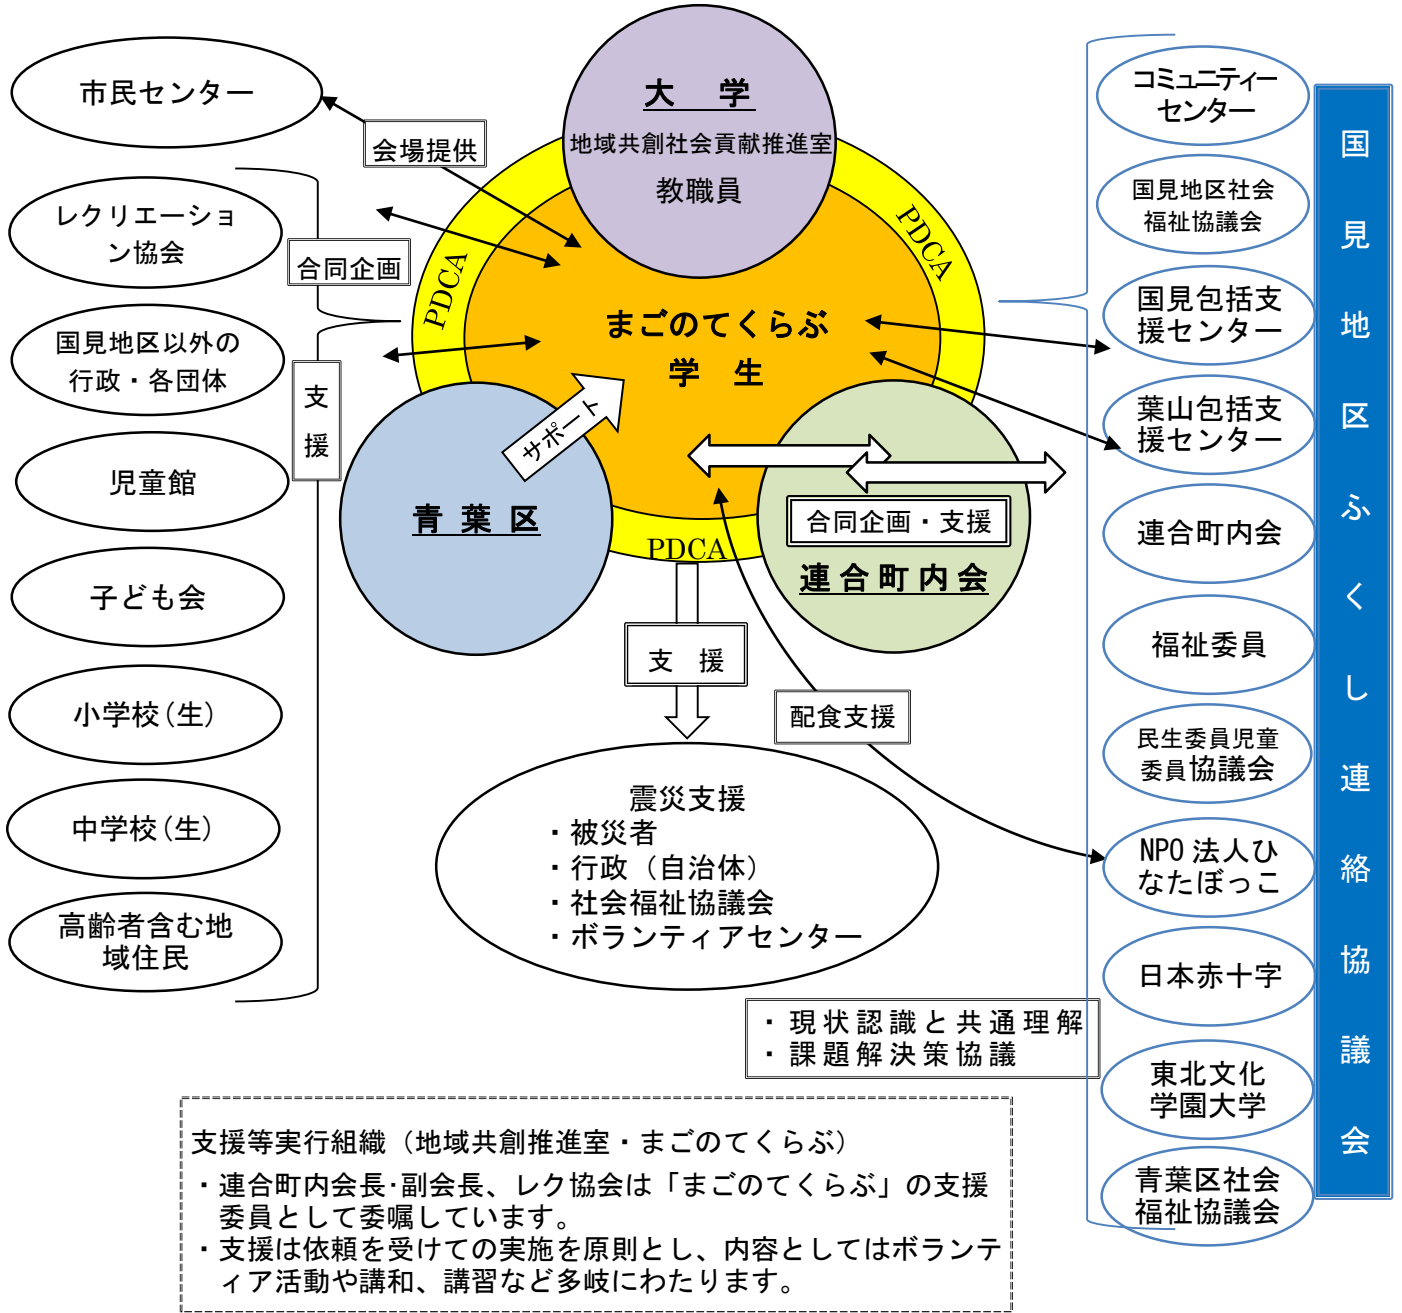 市民センター
会場提供
レクリエーショ
ン協会
合同企画
国見地区以外の
行政・各団体
支
援
児童館
子ども会
小学校(生)
中学校(生)
高齢者含む地
域住民
大　学
地域共創社会貢献推進室
教職員
PDCA
PDCA
PDCA
まごのてくらぶ
学　生
サポート
青 葉 区
合同企画・支援
連合町内会
支　援
配食支援
震災支援
・被災者
・行政（自治体）
・社会福祉協議会
・ボランティアセンター
コミュニティー
センター
国見地区社会
福祉協議会
国見包括支
援センター
葉山包括支
援センター
連合町内会
福祉委員
民生委員児童
委員協議会
NPO 法人ひ
なたぼっこ
日本赤十字
東北文化
学園大学
青葉区社会
福祉協議会
国見地区ふくし連絡協議会
・現状認識と共通理解
・課題解決策協議
支援等実行組織（地域共創推進室・まごのてくらぶ）
・連合町内会長･副会長、レク協会は「まごのてくらぶ」の支援
委員として委嘱しています。
・支援は依頼を受けての実施を原則とし、内容としてはボランテ
ィア活動や講和、講習など多岐にわたります。